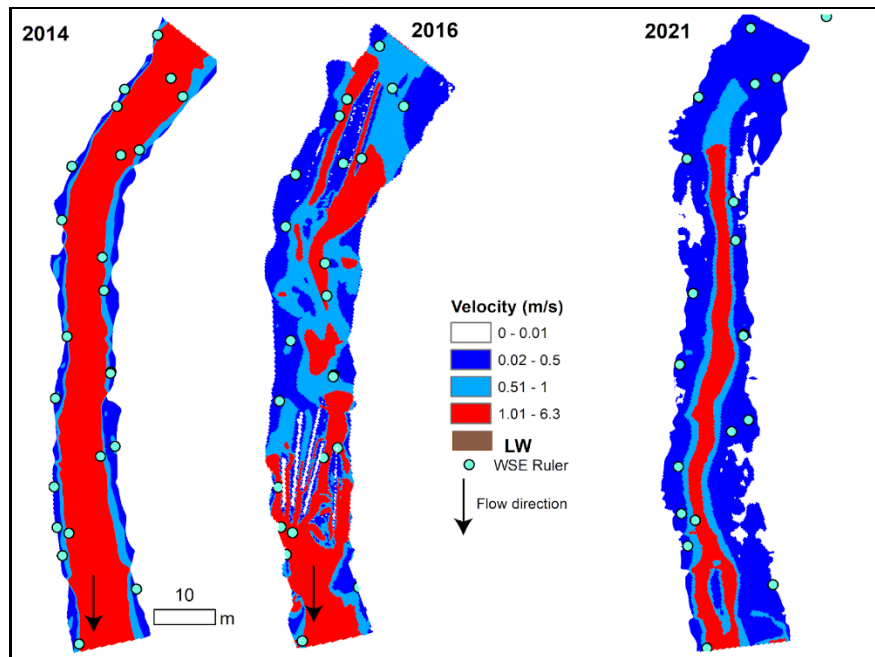 2014
2016
2021
Velocity (m/s)
0 - 0.01
0.02 - 0.5
0.51 - 1
1.01 - 6.3
LW
WSE Ruler
Flow direction
10
m